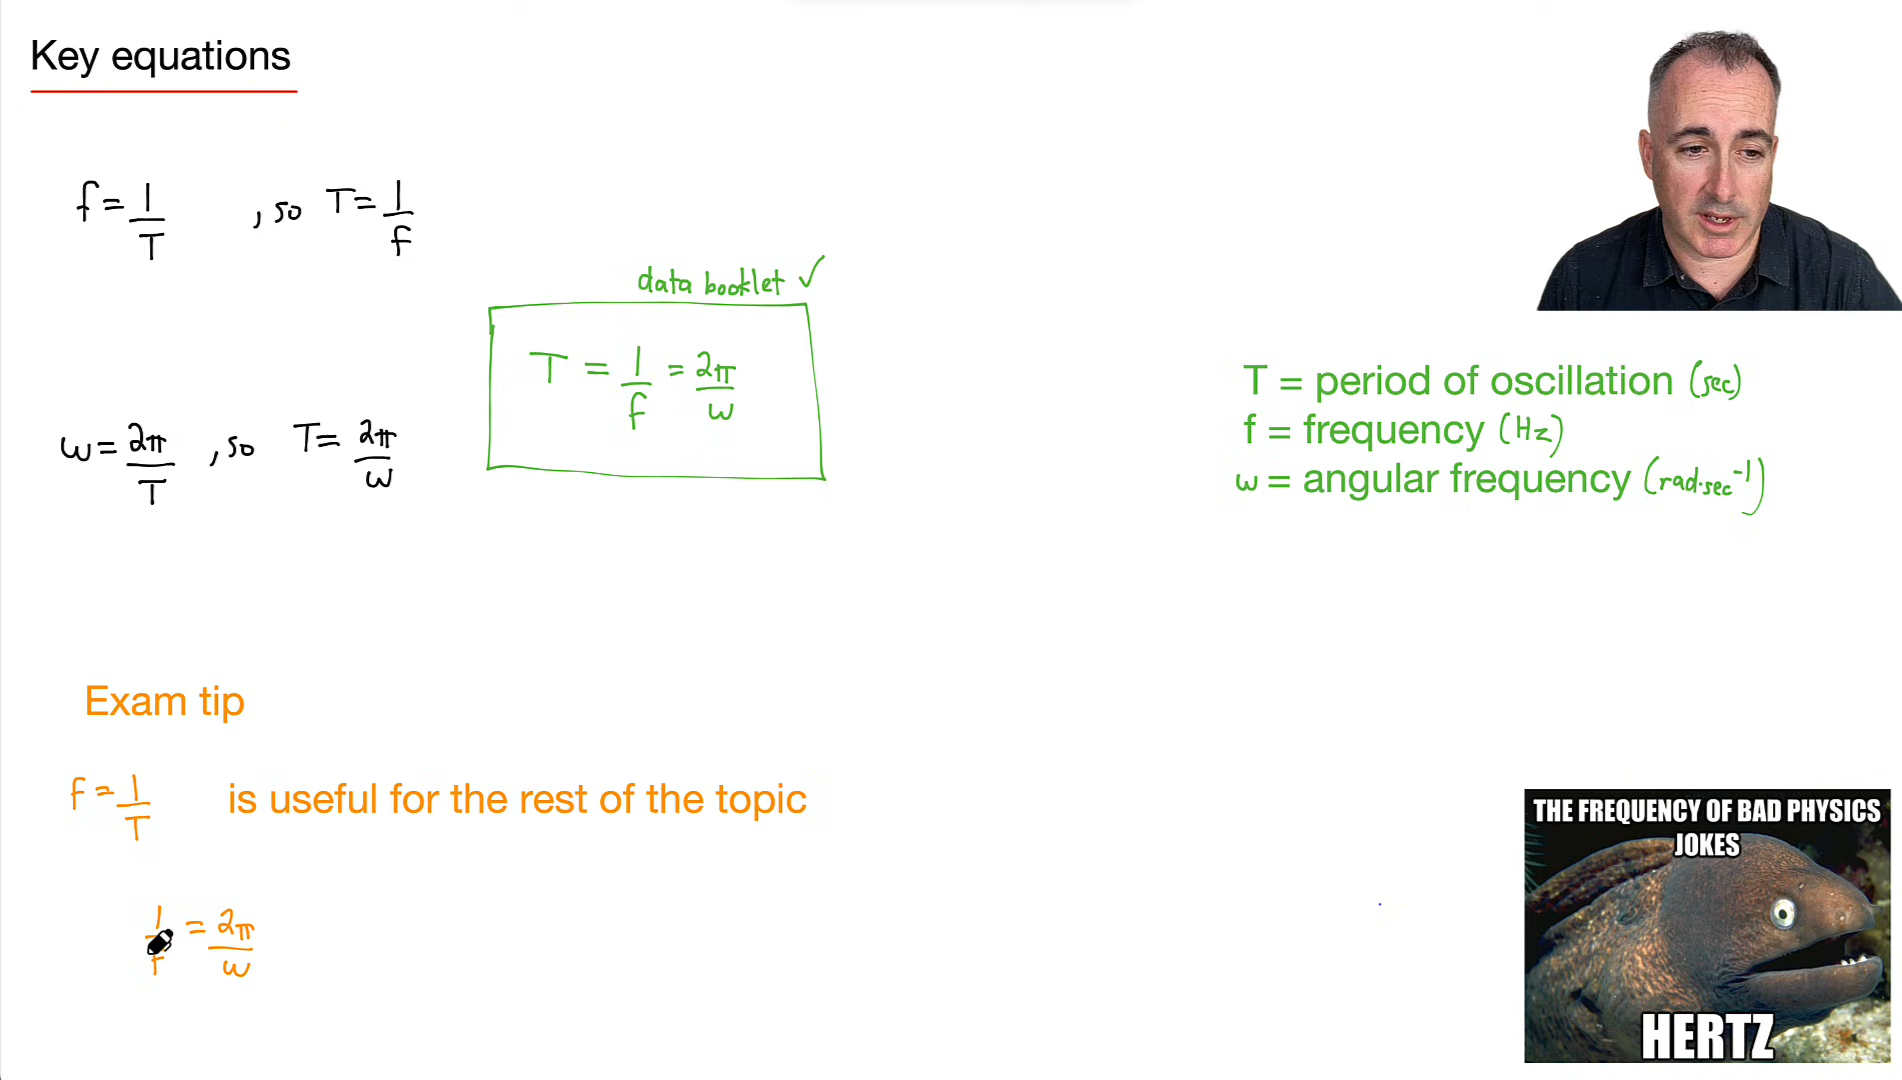 Key equations
f = 1/T , so T = 1/f
data booklet ✓
T = 1/f = 2π/ω
ω = 2π/T , so T = 2π/ω
T = period of oscillation (sec)
f = frequency (Hz)
ω = angular frequency (rad·sec⁻¹)
Exam tip
f = 1/T is useful for the rest of the topic
1/f = 2π/ω
THE FREQUENCY OF BAD PHYSICS
JOKES
HERTZ